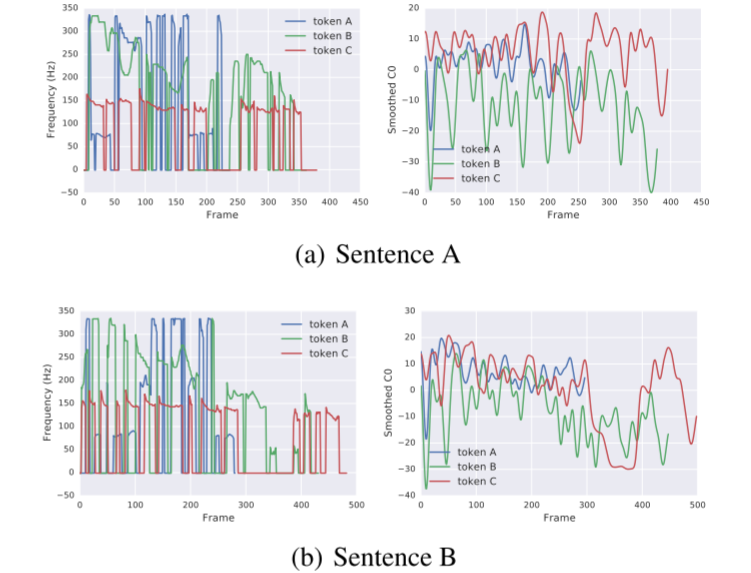 350
300
250
200
150
100
50
0
−50
Frequency (Hz)
token A
token B
token C
0 50 100 150 200 250 300 350 400 450
Frame
20
10
0
−10
−20
−30
−40
Smoothed C0
token A
token B
token C
0 50 100 150 200 250 300 350 400 450
Frame
(a) Sentence A
350
300
250
200
150
100
50
0
−50
Frequency (Hz)
token A
token B
token C
0 100 200 300 400 500
Frame
30
20
10
0
−10
−20
−30
−40
Smoothed C0
token A
token B
token C
0 100 200 300 400 500
Frame
(b) Sentence B